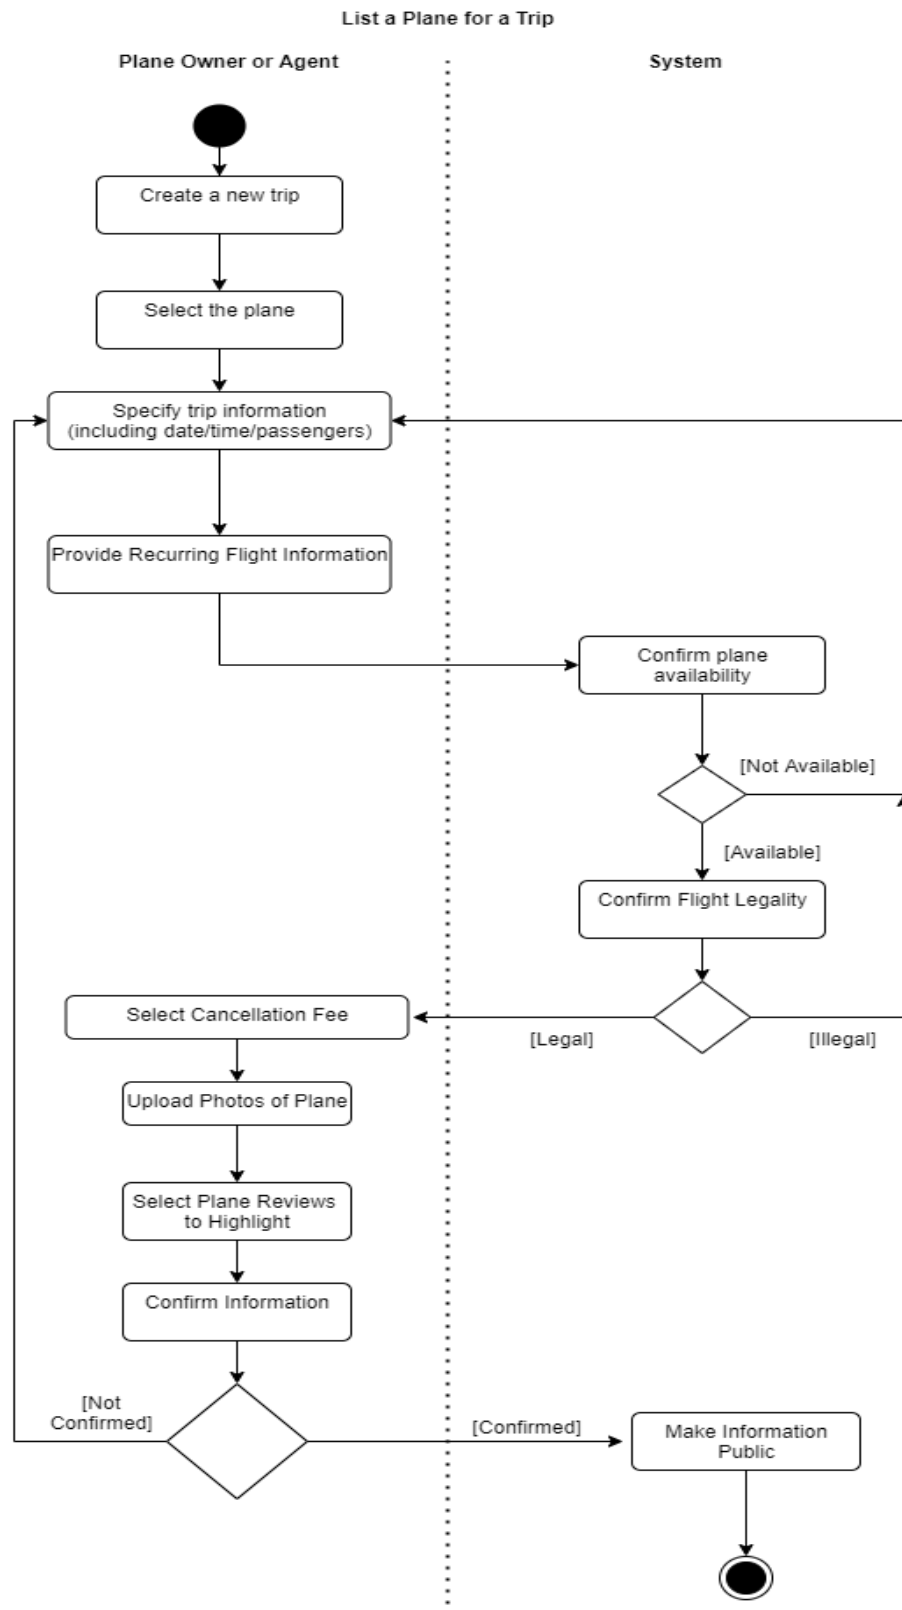 List a Plane for a Trip
Plane Owner or Agent
System
Create a new trip
Select the plane
Specify trip information
(including date/time/passengers)
Provide Recurring Flight Information
Confirm plane
availability
[Not Available]
[Available]
Confirm Flight Legality
Select Cancellation Fee
[Legal]
[Illegal]
Upload Photos of Plane
Select Plane Reviews
to Highlight
Confirm Information
[Not
Confirmed]
[Confirmed]
Make Information
Public